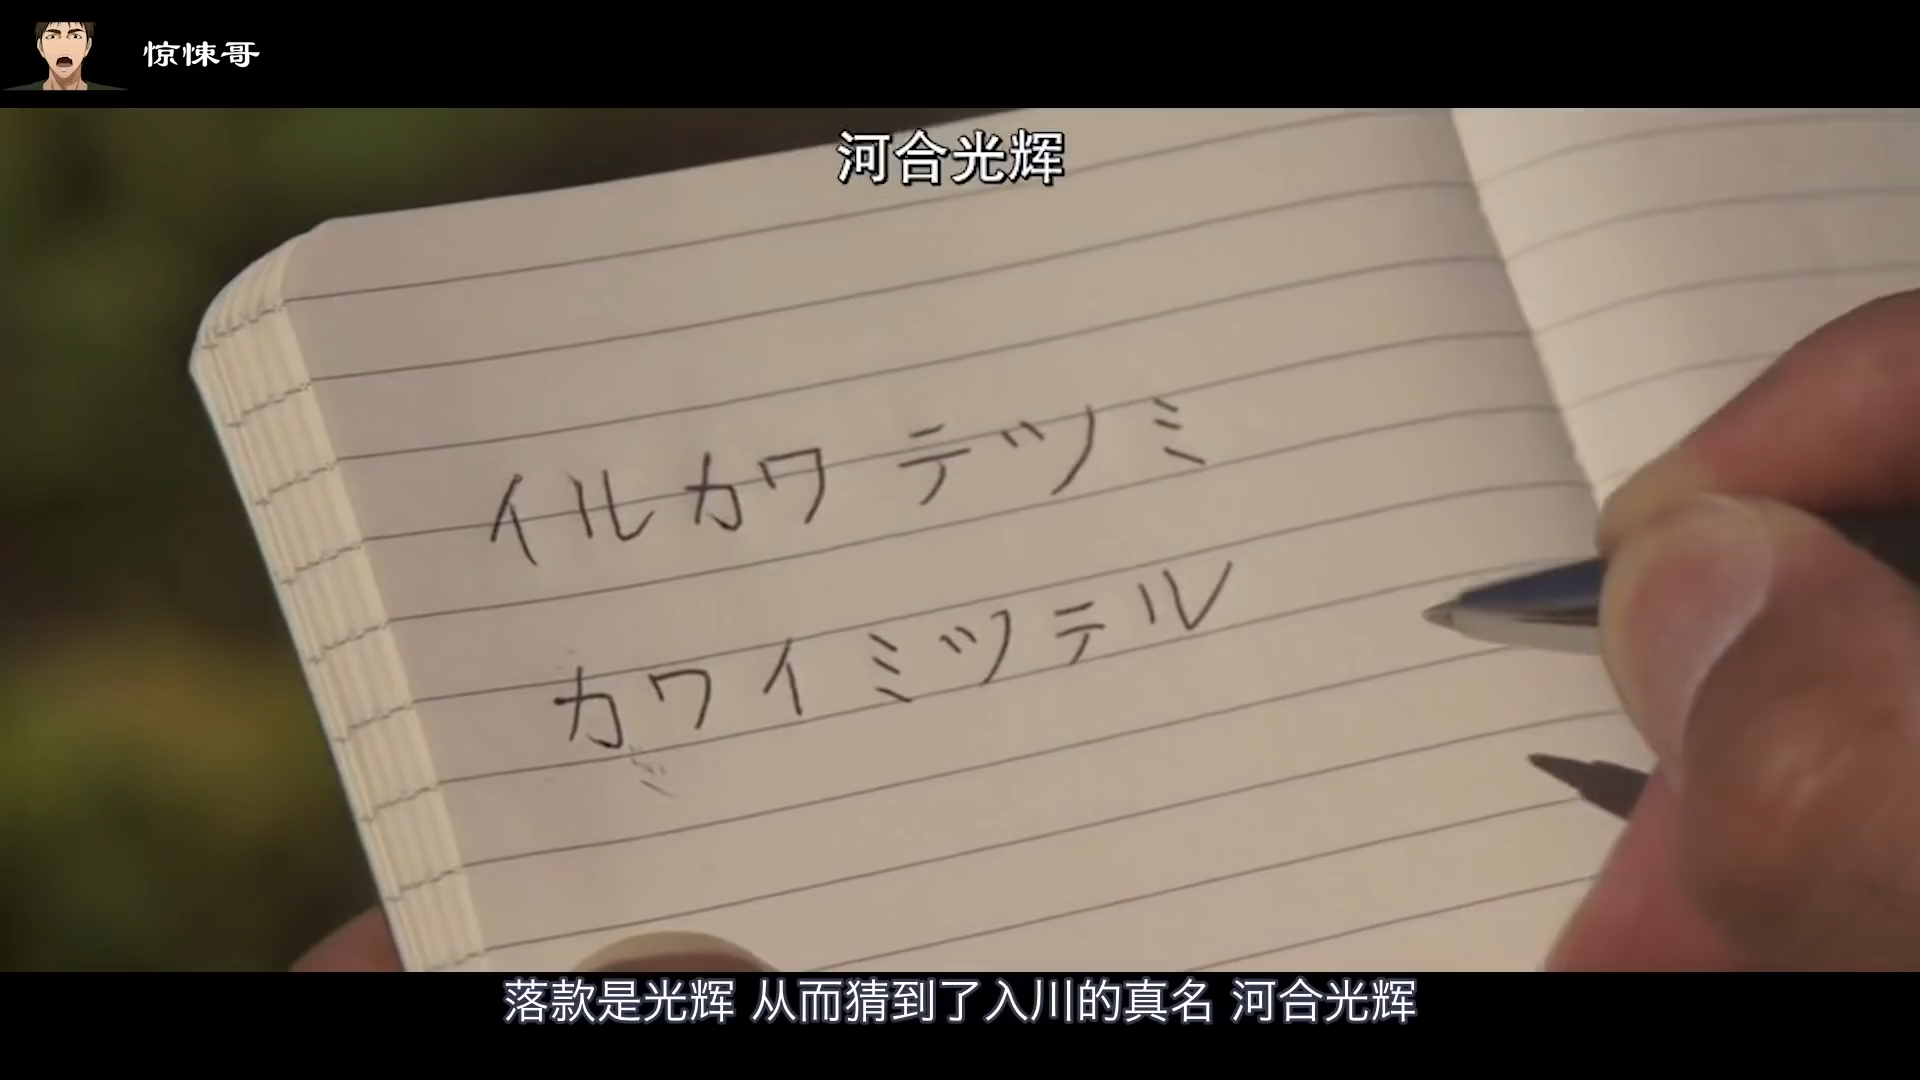 惊悚哥
河合光辉
イルカワ テツミ
カワイ ミツテル
ミ
落款是光辉 从而猜到了入川的真名 河合光辉